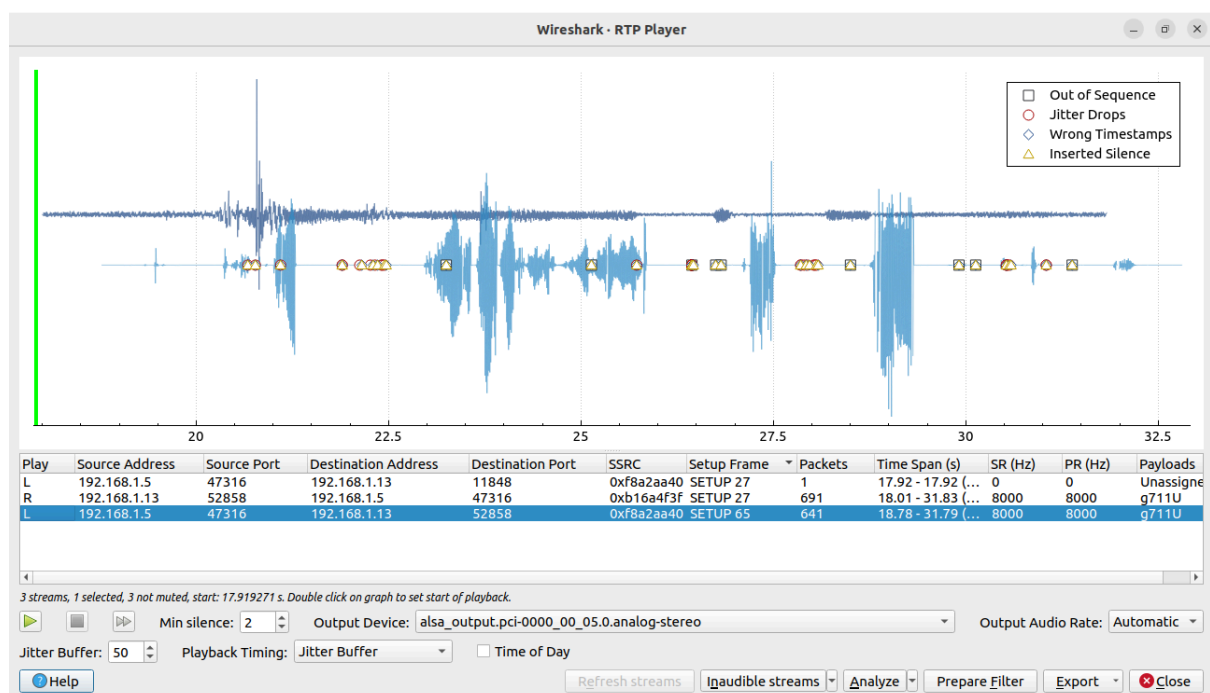 Wireshark · RTP Player
Out of Sequence
Jitter Drops
Wrong Timestamps
Inserted Silence
20 22.5 25 27.5 30 32.5
Play Source Address Source Port Destination Address Destination Port SSRC Setup Frame Packets Time Span (s) SR (Hz) PR (Hz) Payloads
L 192.168.1.5 47316 192.168.1.13 11848 0xf8a2aa40 SETUP 27 1 17.92 - 17.92 (... 0 0 Unassigne
R 192.168.1.13 52858 192.168.1.5 47316 0xb16a4f3f SETUP 27 691 18.01 - 31.83 (... 8000 8000 g711U
L 192.168.1.5 47316 192.168.1.13 52858 0xf8a2aa40 SETUP 65 641 18.78 - 31.79 (... 8000 8000 g711U
3 streams, 1 selected, 3 not muted, start: 17.919271 s. Double click on graph to set start of playback.
Min silence: 2 Output Device: alsa_output.pci-0000_00_05.0.analog-stereo Output Audio Rate: Automatic
Jitter Buffer: 50 Playback Timing: Jitter Buffer Time of Day
Help Refresh streams Inaudible streams Analyze Prepare Filter Export Close